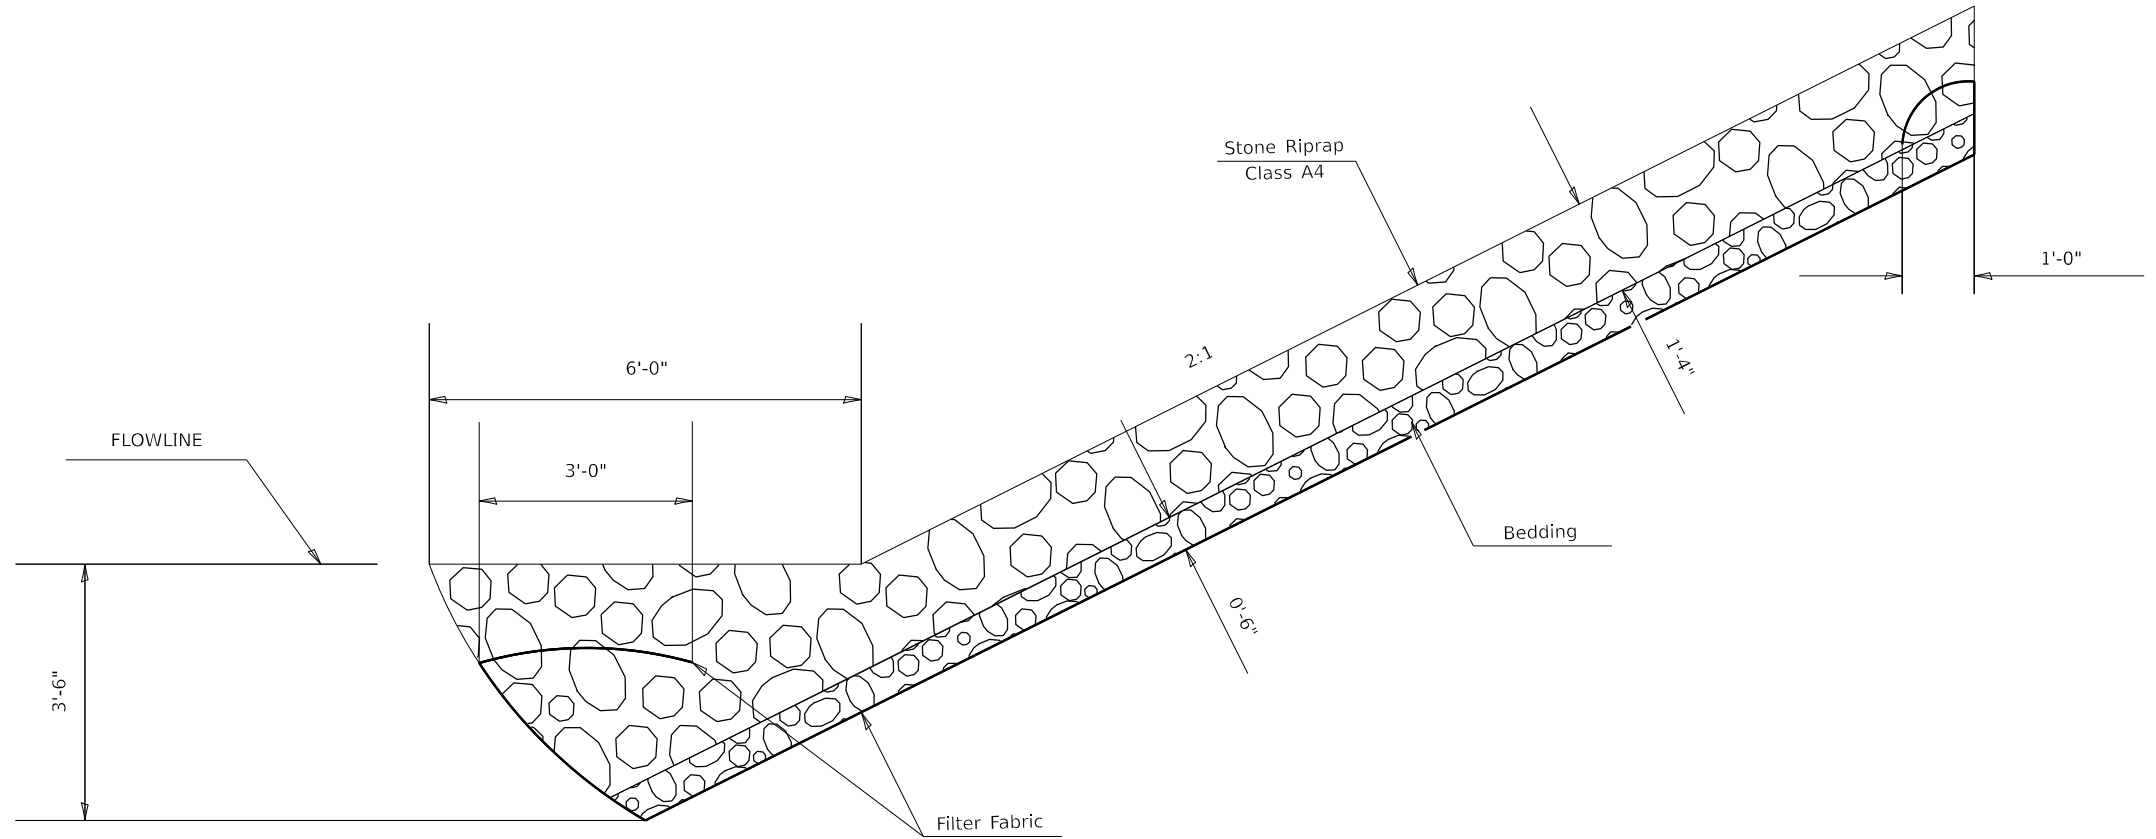 Stone Riprap
Class A4
1'-0"
2:1
1'-4"
6'-0"
FLOWLINE
3'-0"
Bedding
0'-6"
3'-6"
Filter Fabric